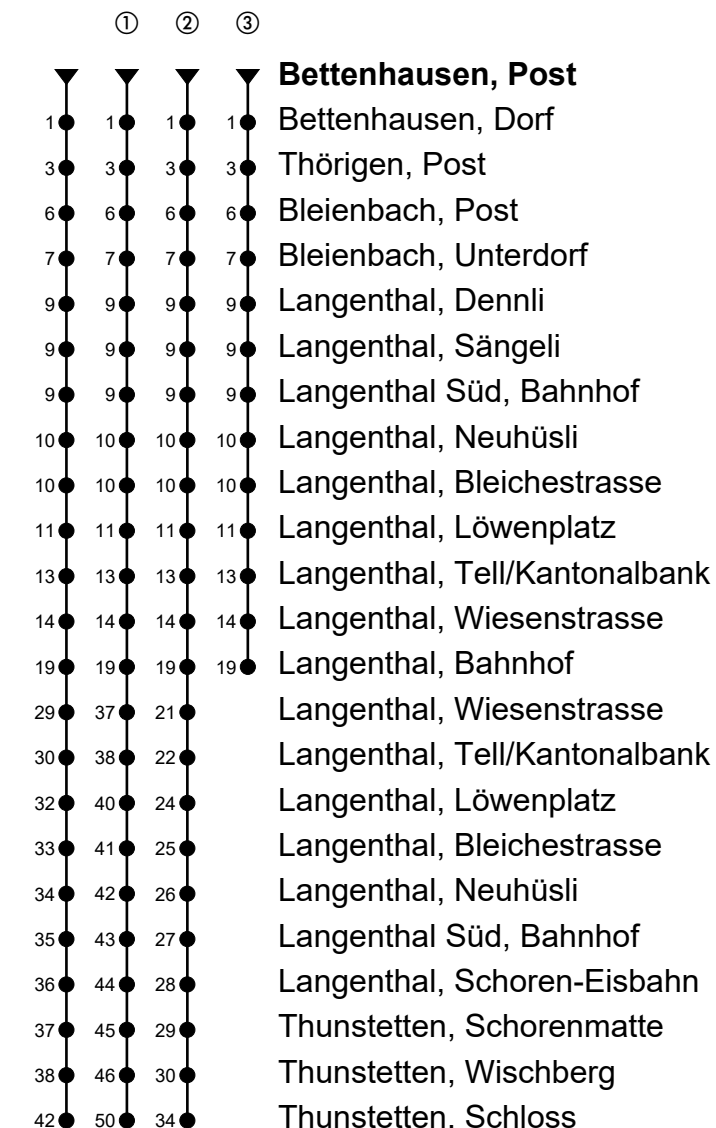 ① ② ③
Bettenhausen, Post
1 1 1 1 Bettenhausen, Dorf
3 3 3 3 Thörigen, Post
6 6 6 6 Bleienbach, Post
7 7 7 7 Bleienbach, Unterdorf
9 9 9 9 Langenthal, Dennli
9 9 9 9 Langenthal, Sängeli
9 9 9 9 Langenthal Süd, Bahnhof
10 10 10 10 Langenthal, Neuhüsli
10 10 10 10 Langenthal, Bleichestrasse
11 11 11 11 Langenthal, Löwenplatz
13 13 13 13 Langenthal, Tell/Kantonalbank
14 14 14 14 Langenthal, Wiesenstrasse
19 19 19 19 Langenthal, Bahnhof
29 37 21 Langenthal, Wiesenstrasse
30 38 22 Langenthal, Tell/Kantonalbank
32 40 24 Langenthal, Löwenplatz
33 41 25 Langenthal, Bleichestrasse
34 42 26 Langenthal, Neuhüsli
35 43 27 Langenthal Süd, Bahnhof
36 44 28 Langenthal, Schoren-Eisbahn
37 45 29 Thunstetten, Schorenmatte
38 46 30 Thunstetten, Wischberg
42 50 34 Thunstetten, Schloss